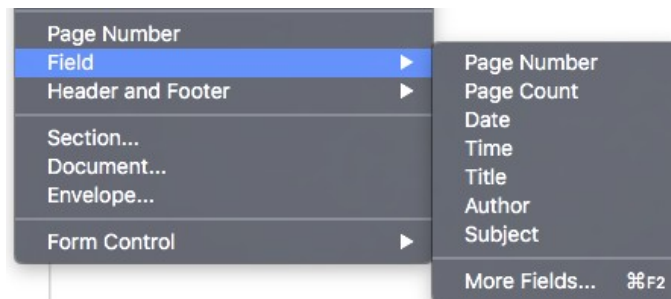 Page Number
Field
Header and Footer
Section...
Document...
Envelope...
Form Control
Page Number
Page Count
Date
Time
Title
Author
Subject
More Fields... ⌘F2